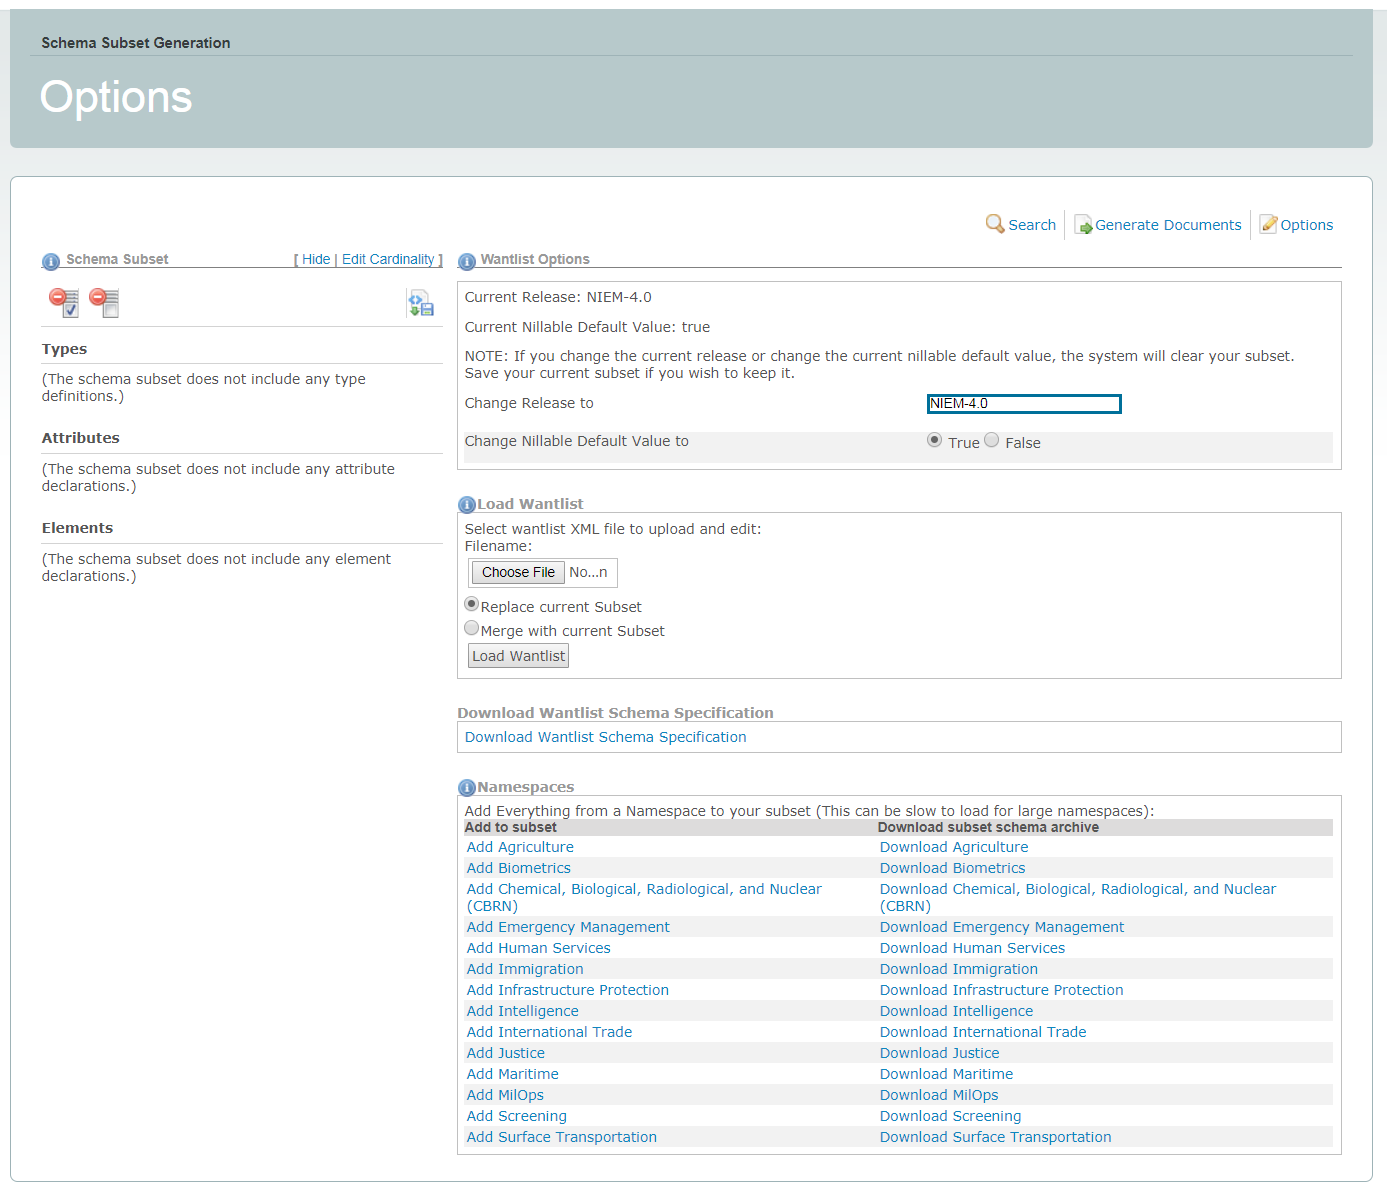 Schema Subset Generation
Options
Search
Generate Documents
Options
Schema Subset
[ Hide | Edit Cardinality ]
Types
(The schema subset does not include any type
definitions.)
Attributes
(The schema subset does not include any attribute
declarations.)
Elements
(The schema subset does not include any element
declarations.)
Wantlist Options
Current Release: NIEM-4.0
Current Nillable Default Value: true
NOTE: If you change the current release or change the current nillable default value, the system will clear your subset.
Save your current subset if you wish to keep it.
Change Release to NIEM-4.0
Change Nillable Default Value to True False
Load Wantlist
Select wantlist XML file to upload and edit:
Filename:
Choose File No...n
Replace current Subset
Merge with current Subset
Load Wantlist
Download Wantlist Schema Specification
Download Wantlist Schema Specification
Namespaces
Add Everything from a Namespace to your subset (This can be slow to load for large namespaces):
Add to subset Download subset schema archive
Add Agriculture Download Agriculture
Add Biometrics Download Biometrics
Add Chemical, Biological, Radiological, and Nuclear Download Chemical, Biological, Radiological, and Nuclear
(CBRN) (CBRN)
Add Emergency Management Download Emergency Management
Add Human Services Download Human Services
Add Immigration Download Immigration
Add Infrastructure Protection Download Infrastructure Protection
Add Intelligence Download Intelligence
Add International Trade Download International Trade
Add Justice Download Justice
Add Maritime Download Maritime
Add MilOps Download MilOps
Add Screening Download Screening
Add Surface Transportation Download Surface Transportation